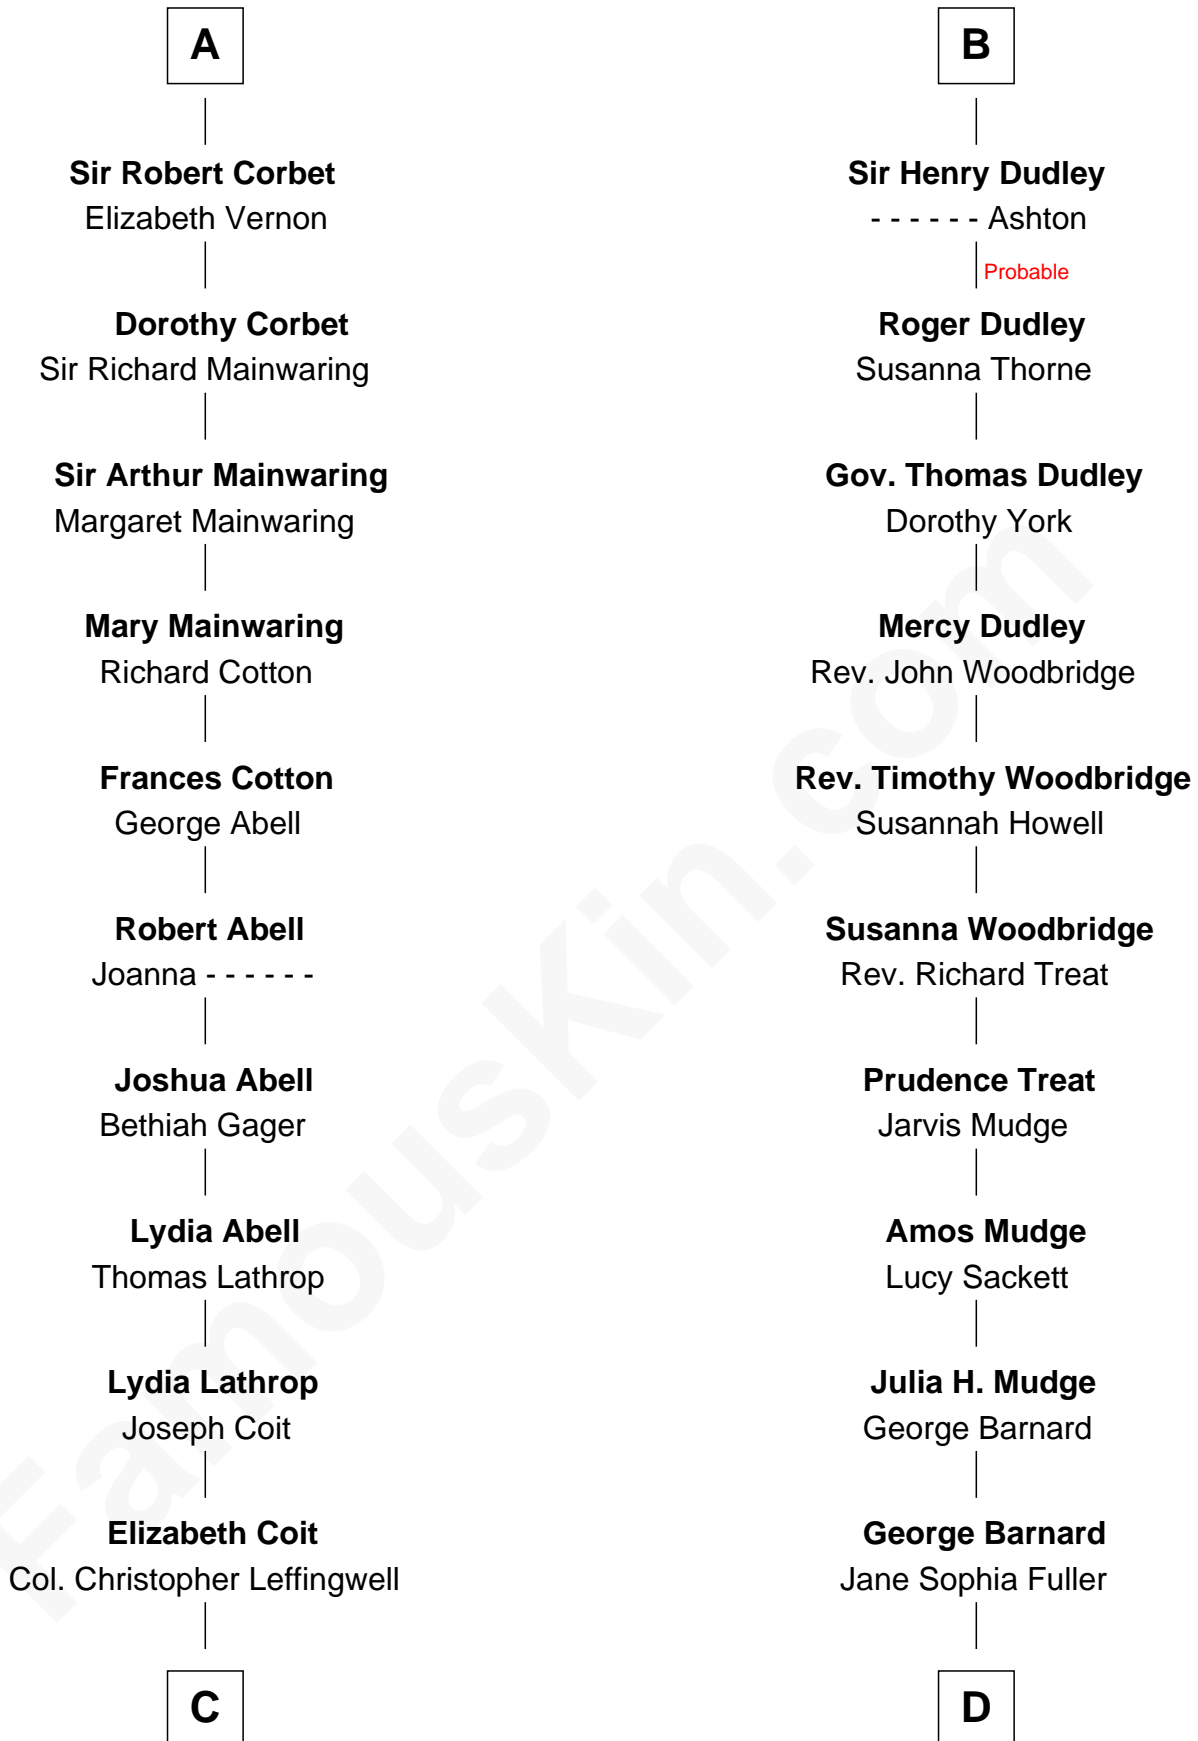 A
Sir Robert Corbet
Elizabeth Vernon
Dorothy Corbet
Sir Richard Mainwaring
Sir Arthur Mainwaring
Margaret Mainwaring
Mary Mainwaring
Richard Cotton
Frances Cotton
George Abell
Robert Abell
Joanna - - - - - -
Joshua Abell
Bethiah Gager
Lydia Abell
Thomas Lathrop
Lydia Lathrop
Joseph Coit
Elizabeth Coit
Col. Christopher Leffingwell
C
B
Sir Henry Dudley
- - - - - - Ashton
Probable
Roger Dudley
Susanna Thorne
Gov. Thomas Dudley
Dorothy York
Mercy Dudley
Rev. John Woodbridge
Rev. Timothy Woodbridge
Susannah Howell
Susanna Woodbridge
Rev. Richard Treat
Prudence Treat
Jarvis Mudge
Amos Mudge
Lucy Sackett
Julia H. Mudge
George Barnard
George Barnard
Jane Sophia Fuller
D
FamousKin.com